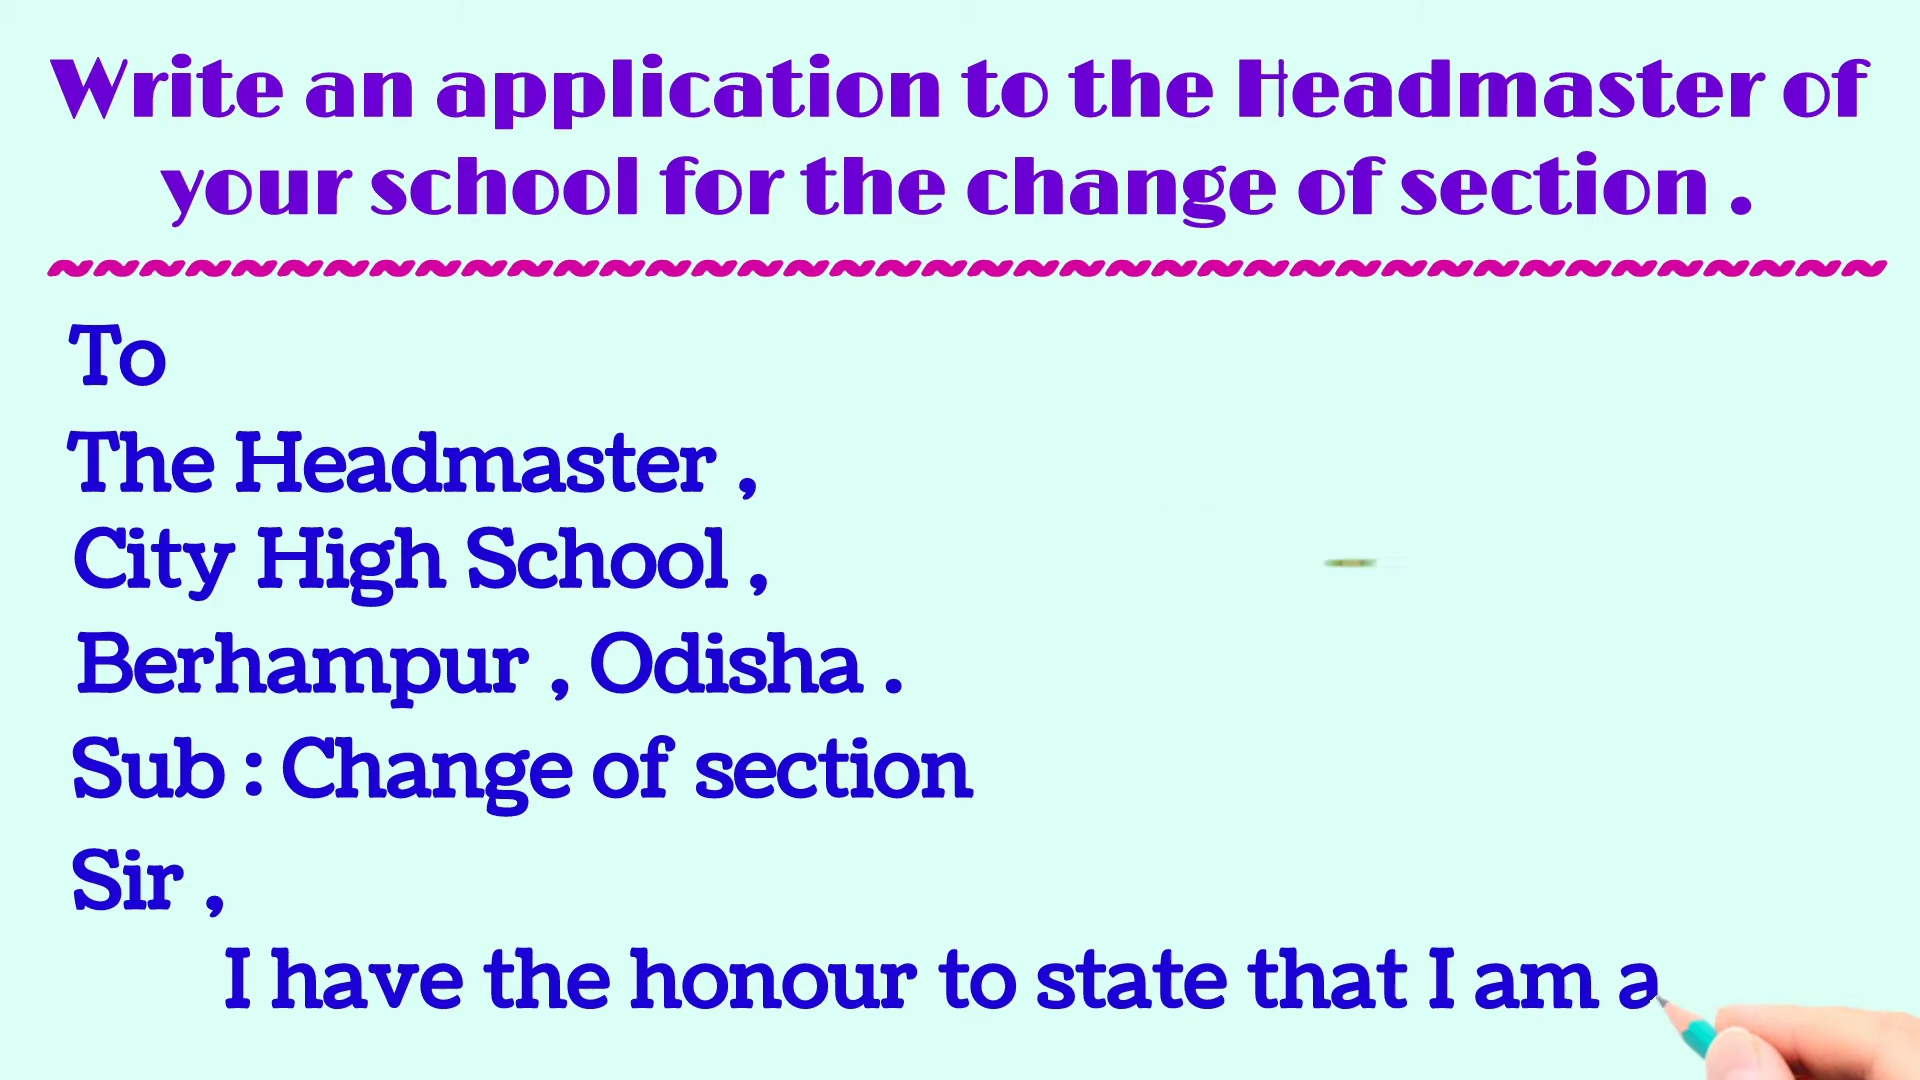 Write an application to the Headmaster of
your school for the change of section .
To
The Headmaster ,
City High School ,
Berhampur , Odisha .
Sub : Change of section
Sir ,
I have the honour to state that I am a